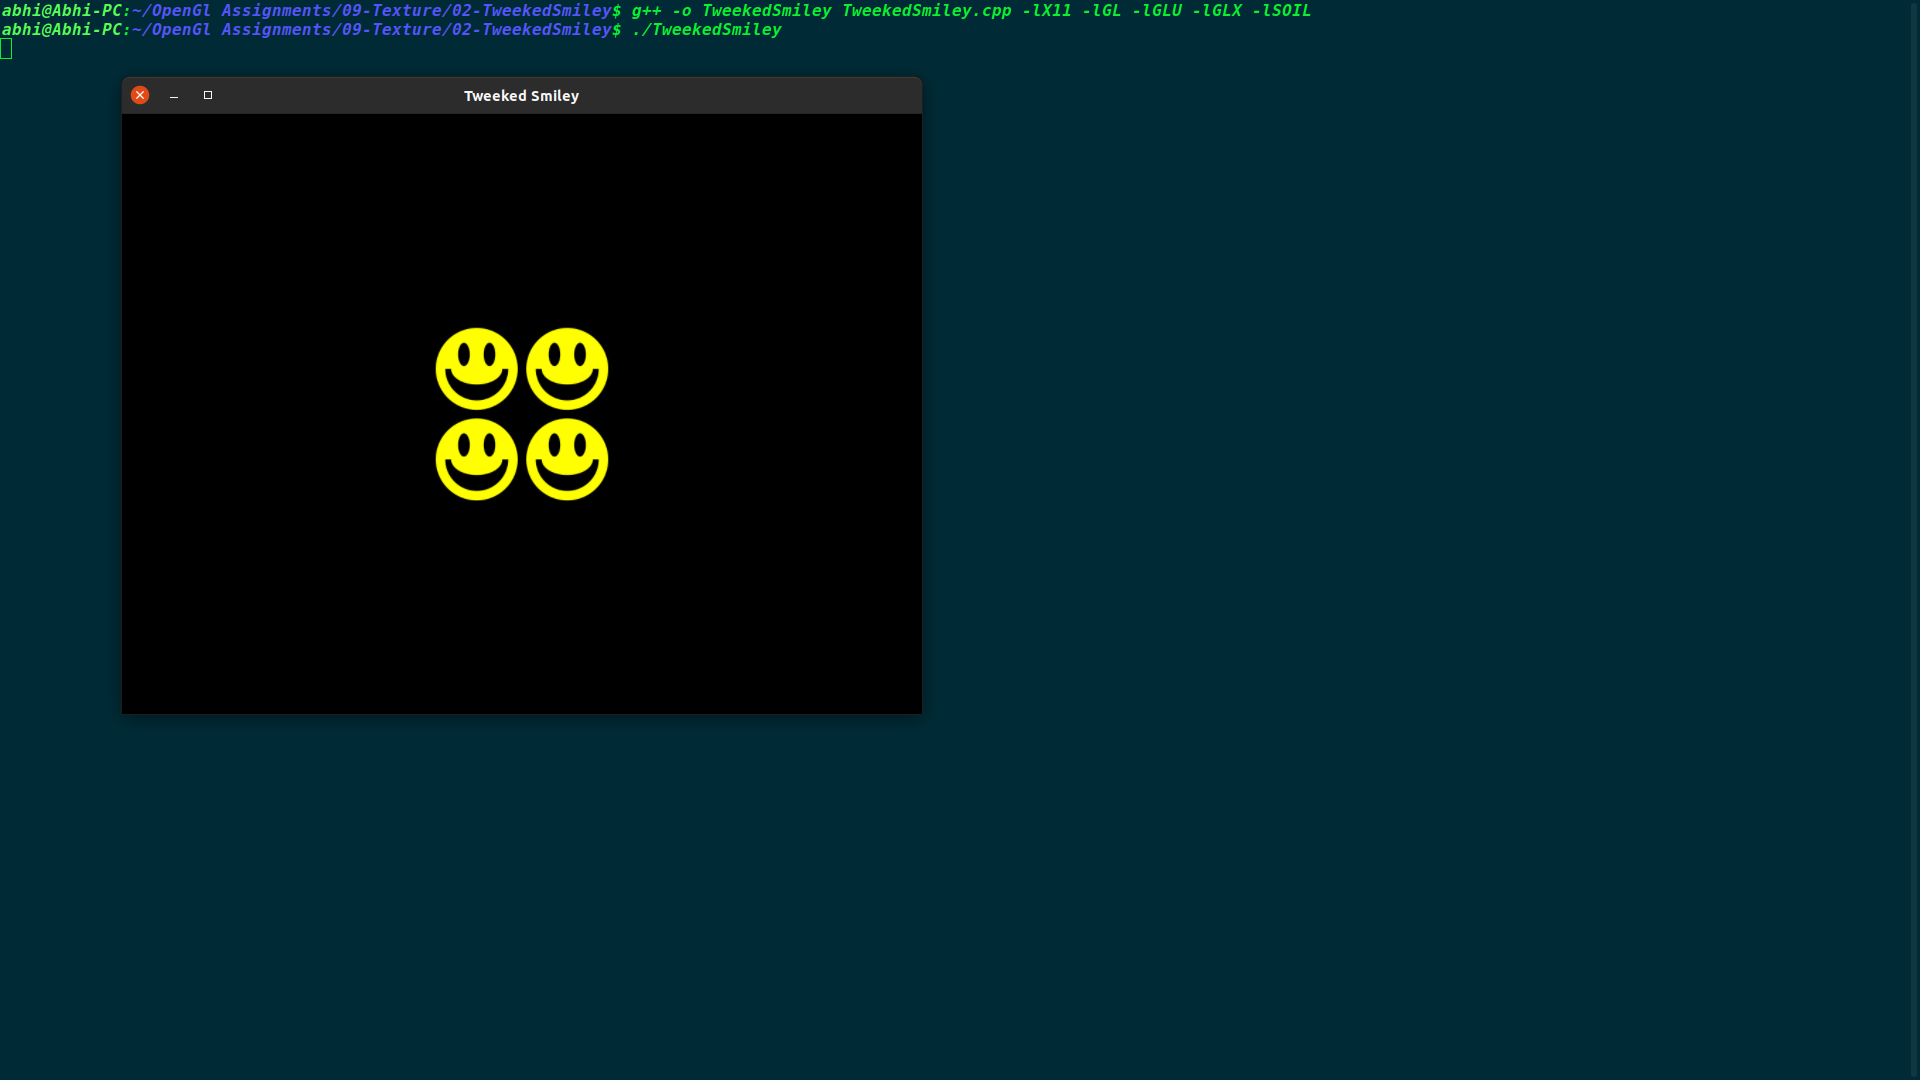 abhi@Abhi-PC:~/OpenGl Assignments/09-Texture/02-TweekedSmiley$ g++ -o TweekedSmiley TweekedSmiley.cpp -lX11 -lGL -lGLU -lGLX -lSOIL
abhi@Abhi-PC:~/OpenGl Assignments/09-Texture/02-TweekedSmiley$ ./TweekedSmiley
Tweeked Smiley